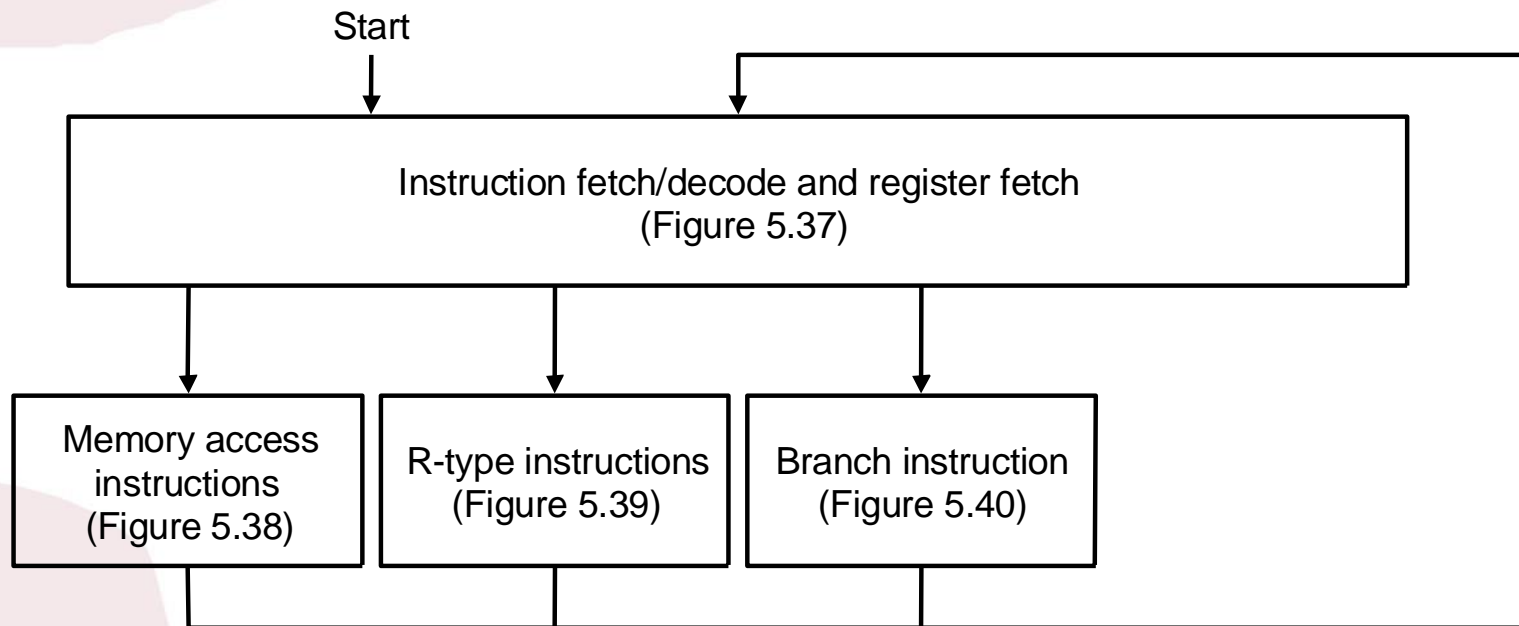 Start
Instruction fetch/decode and register fetch
(Figure 5.37)
Memory access
instructions
(Figure 5.38)
R-type instructions
(Figure 5.39)
Branch instruction
(Figure 5.40)